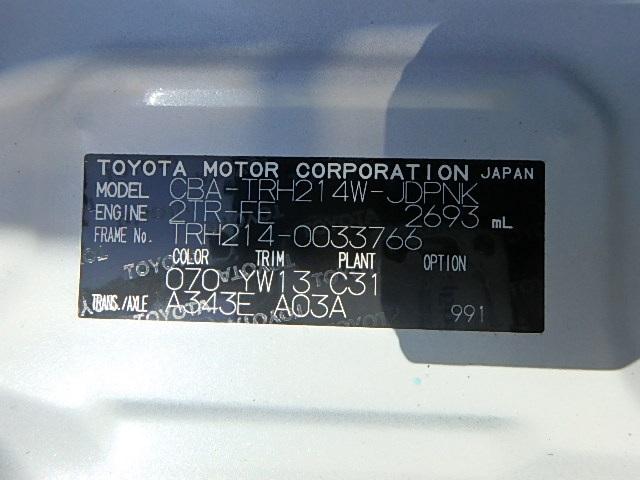 TOYOTA MOTOR CORPORATION JAPAN
MODEL CBA-TRH214W-JDPNK
ENGINE 2TR-FE 2693 mL
FRAME No. TRH214-0033766
COLOR TRIM PLANT OPTION
070 YW13 C31
TRANS./AXLE A343E A03A
991